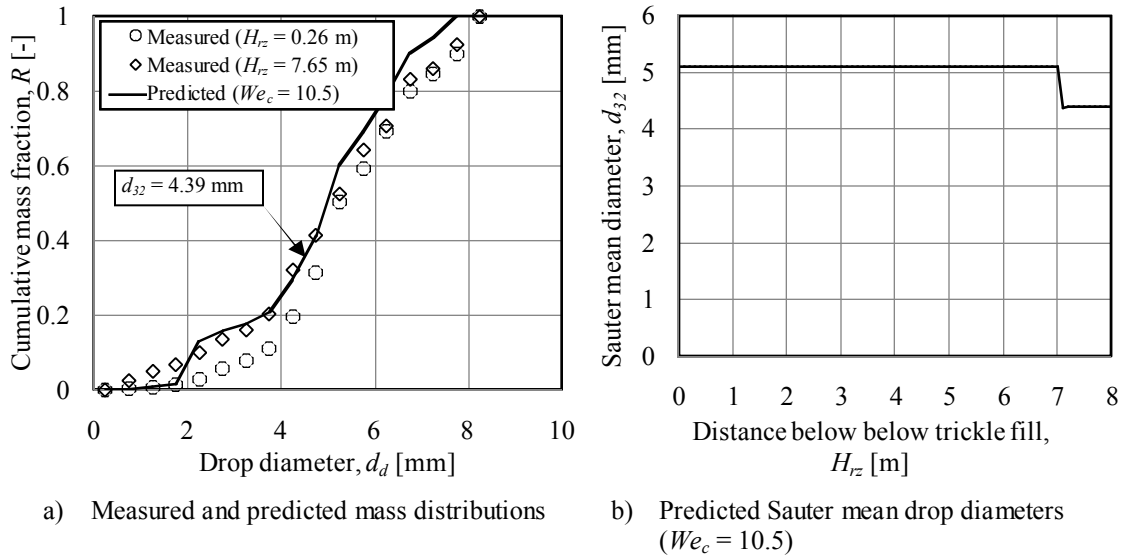 Cumulative mass fraction, R [-]
1
0.8
0.6
0.4
0.2
0
Measured (Hrz = 0.26 m)
Measured (Hrz = 7.65 m)
Predicted (Wec = 10.5)
d32 = 4.39 mm
0 2 4 6 8 10
Drop diameter, dd [mm]
a) Measured and predicted mass distributions
Sauter mean diameter, d32 [mm]
6
5
4
3
2
1
0
0 1 2 3 4 5 6 7 8
Distance below below trickle fill,
Hrz [m]
b) Predicted Sauter mean drop diameters
(Wec = 10.5)